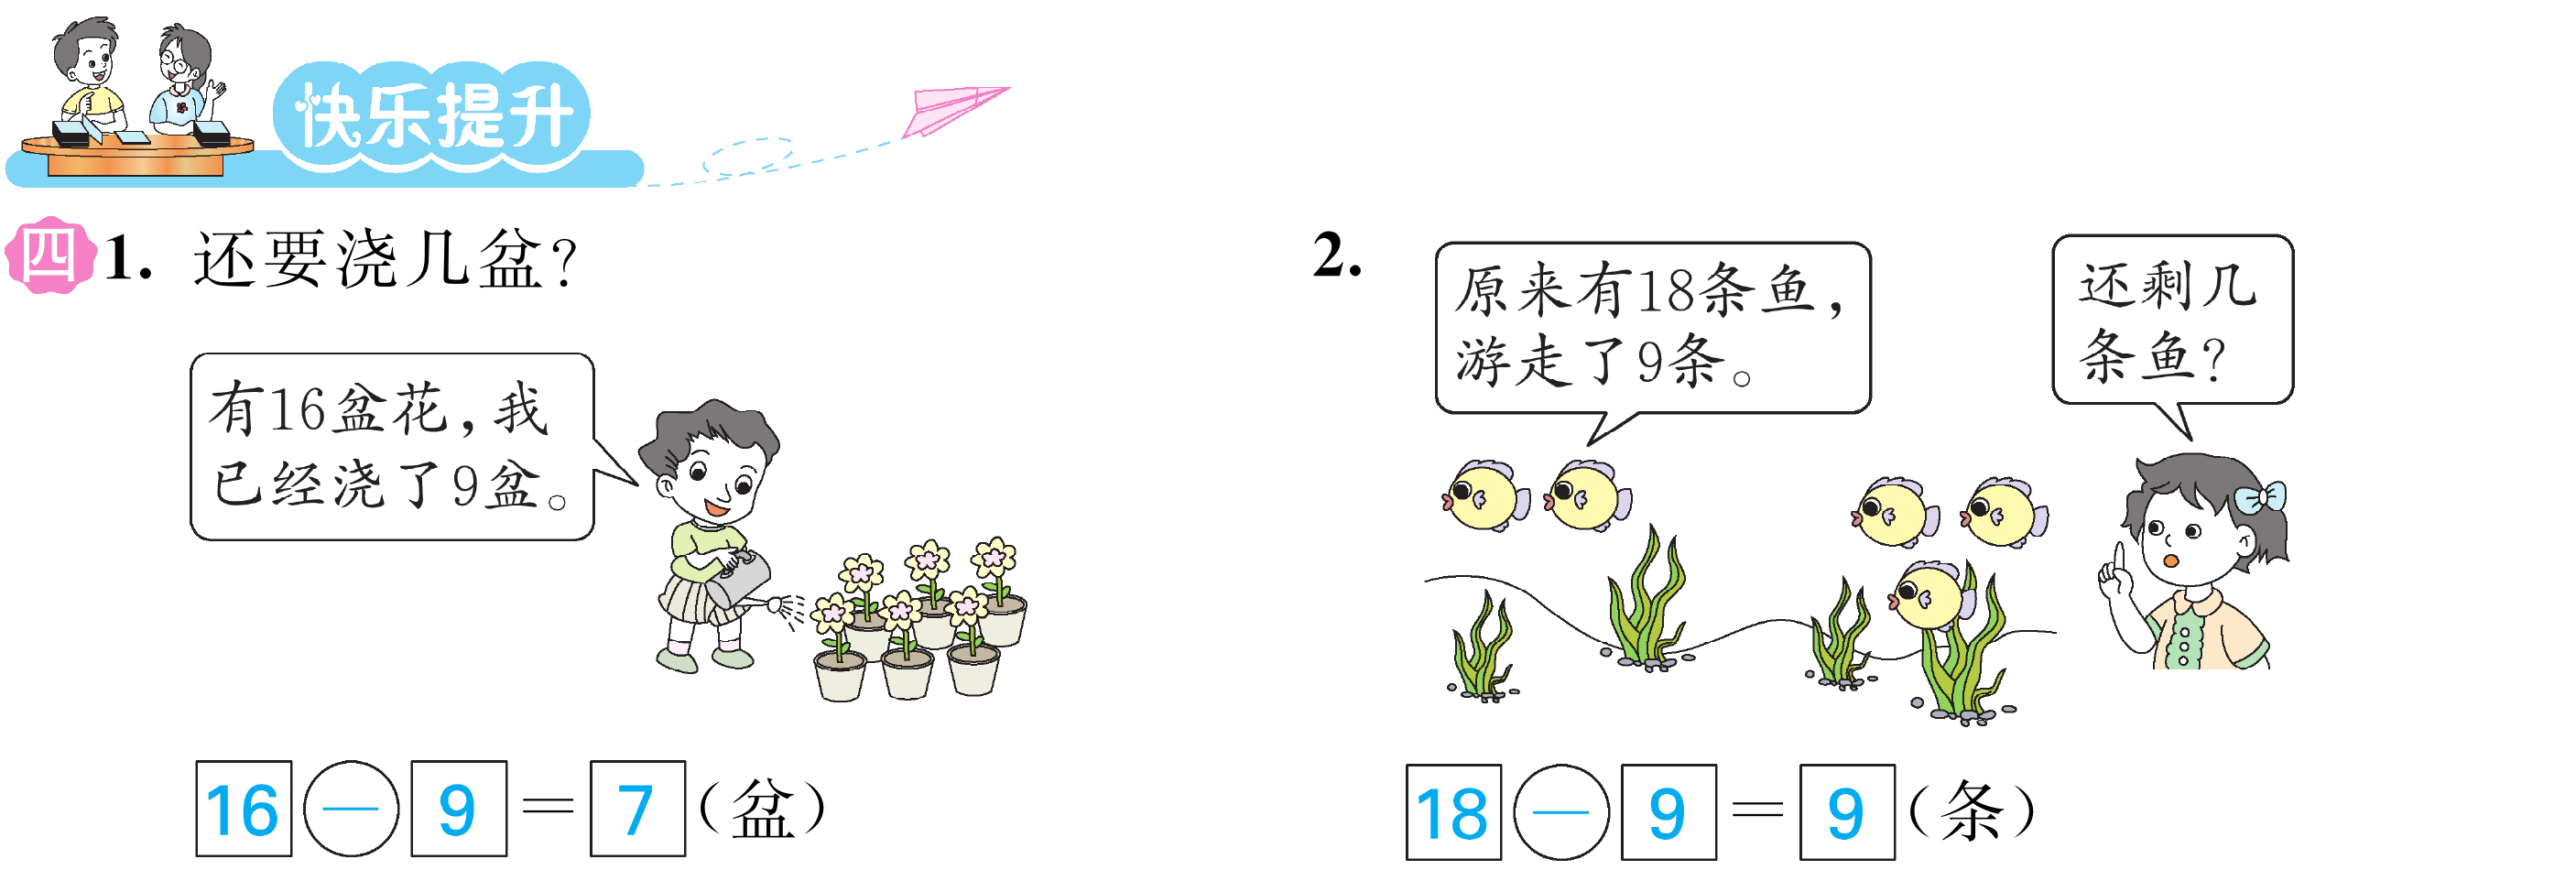 快乐提升
四 1. 还要浇几盆?
有16盆花,我
已经浇了9盆。
16 － 9 ＝ 7 (盆)
2.
原来有18条鱼,
游走了9条。
还剩几
条鱼?
18 － 9 ＝ 9 (条)